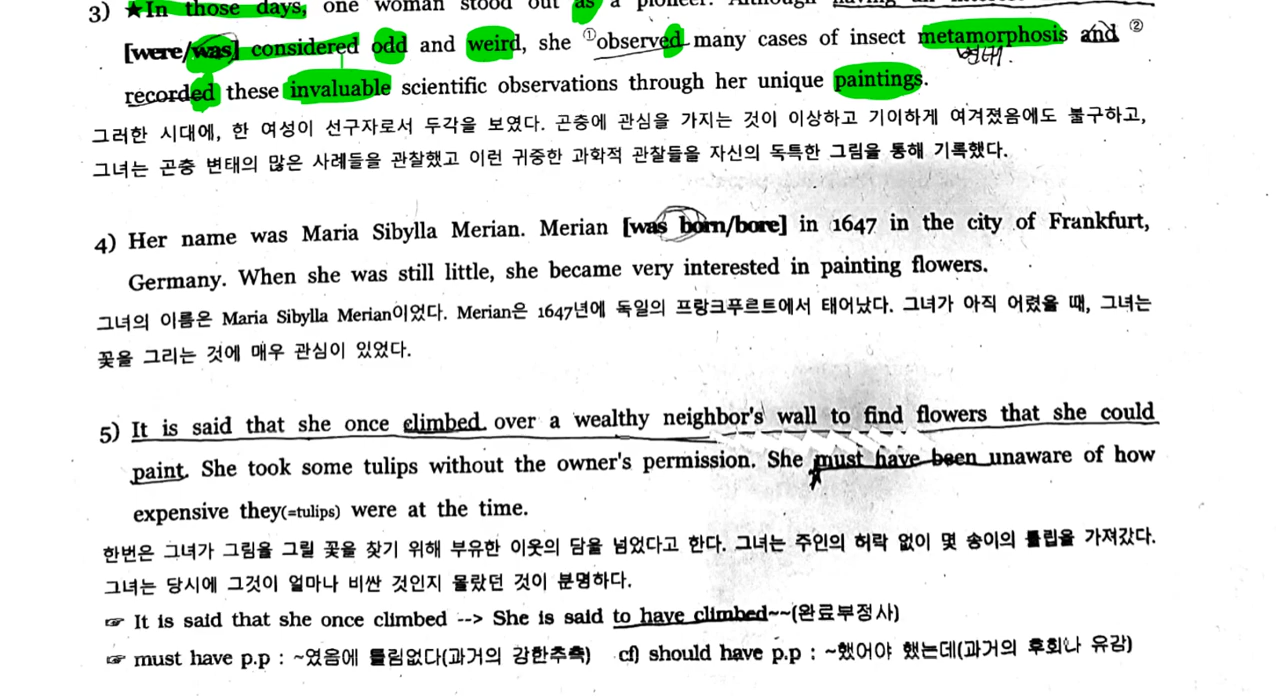 3) ★In those days, one woman stood out as a pioneer. Although having an interest
[were/was] considered odd and weird, she ①observed many cases of insect metamorphosis and ②
변태.
recorded these invaluable scientific observations through her unique paintings.
그러한 시대에, 한 여성이 선구자로서 두각을 보였다. 곤충에 관심을 가지는 것이 이상하고 기이하게 여겨졌음에도 불구하고,
그녀는 곤충 변태의 많은 사례들을 관찰했고 이런 귀중한 과학적 관찰들을 자신의 독특한 그림을 통해 기록했다.
4) Her name was Maria Sibylla Merian. Merian [was born/bore] in 1647 in the city of Frankfurt,
Germany. When she was still little, she became very interested in painting flowers.
그녀의 이름은 Maria Sibylla Merian이었다. Merian은 1647년에 독일의 프랑크푸르트에서 태어났다. 그녀가 아직 어렸을 때, 그녀는
꽃을 그리는 것에 매우 관심이 있었다.
5) It is said that she once climbed over a wealthy neighbor's wall to find flowers that she could
paint. She took some tulips without the owner's permission. She must have been unaware of how
expensive they(=tulips) were at the time.
한번은 그녀가 그림을 그릴 꽃을 찾기 위해 부유한 이웃의 담을 넘었다고 한다. 그녀는 주인의 허락 없이 몇 송이의 튤립을 가져갔다.
그녀는 당시에 그것이 얼마나 비싼 것인지 몰랐던 것이 분명하다.
☞ It is said that she once climbed --> She is said to have climbed~~(완료부정사)
☞ must have p.p : ~였음에 틀림없다(과거의 강한추측) cf) should have p.p : ~했어야 했는데(과거의 후회나 유감)